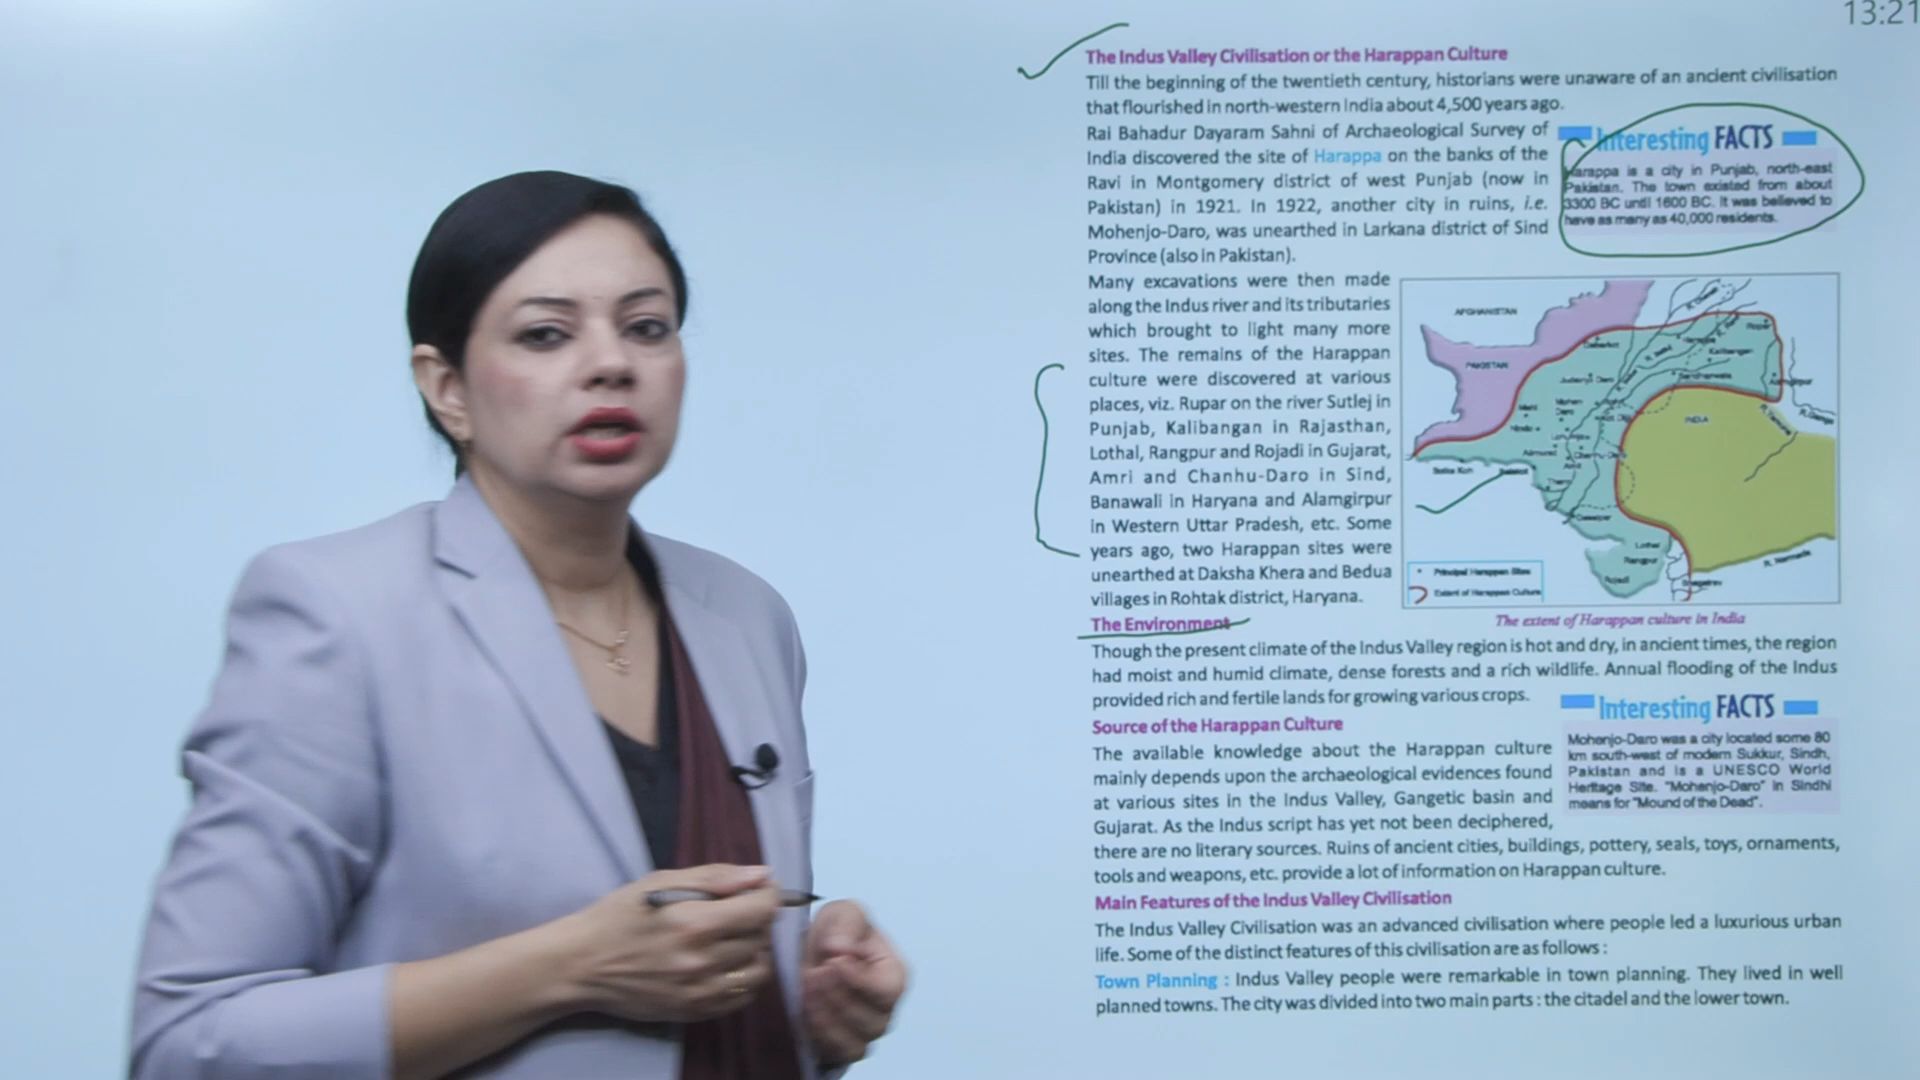 13:21
The Indus Valley Civilisation or the Harappan Culture
Till the beginning of the twentieth century, historians were unaware of an ancient civilisation
that flourished in north-western India about 4,500 years ago.
Rai Bahadur Dayaram Sahni of Archaeological Survey of
India discovered the site of Harappa on the banks of the
Ravi in Montgomery district of west Punjab (now in
Pakistan) in 1921. In 1922, another city in ruins, i.e.
Mohenjo-Daro, was unearthed in Larkana district of Sind
Province (also in Pakistan).
Interesting FACTS
Harappa is a city in Punjab, north-east
Pakistan. The town existed from about
3300 BC until 1600 BC. It was believed to
have as many as 40,000 residents.
Many excavations were then made
along the Indus river and its tributaries
which brought to light many more
sites. The remains of the Harappan
culture were discovered at various
places, viz. Rupar on the river Sutlej in
Punjab, Kalibangan in Rajasthan,
Lothal, Rangpur and Rojadi in Gujarat,
Amri and Chanhu-Daro in Sind,
Banawali in Haryana and Alamgirpur
in Western Uttar Pradesh, etc. Some
years ago, two Harappan sites were
unearthed at Daksha Khera and Bedua
villages in Rohtak district, Haryana.
AFGHANISTAN
PAKISTAN
INDIA
Kalibangan
Alamgirpur
Lothal
Rangpur
Rojadi
R. Narmada
Principal Harappan Sites
Extent of Harappan Culture
The extent of Harappan culture in India
The Environment
Though the present climate of the Indus Valley region is hot and dry, in ancient times, the region
had moist and humid climate, dense forests and a rich wildlife. Annual flooding of the Indus
provided rich and fertile lands for growing various crops.
Source of the Harappan Culture
The available knowledge about the Harappan culture
mainly depends upon the archaeological evidences found
at various sites in the Indus Valley, Gangetic basin and
Gujarat. As the Indus script has yet not been deciphered,
there are no literary sources. Ruins of ancient cities, buildings, pottery, seals, toys, ornaments,
tools and weapons, etc. provide a lot of information on Harappan culture.
Interesting FACTS
Mohenjo-Daro was a city located some 80
km south-west of modern Sukkur, Sindh,
Pakistan and is a UNESCO World
Heritage Site. "Mohenjo-Daro" in Sindhi
means for "Mound of the Dead".
Main Features of the Indus Valley Civilisation
The Indus Valley Civilisation was an advanced civilisation where people led a luxurious urban
life. Some of the distinct features of this civilisation are as follows :
Town Planning : Indus Valley people were remarkable in town planning. They lived in well
planned towns. The city was divided into two main parts : the citadel and the lower town.